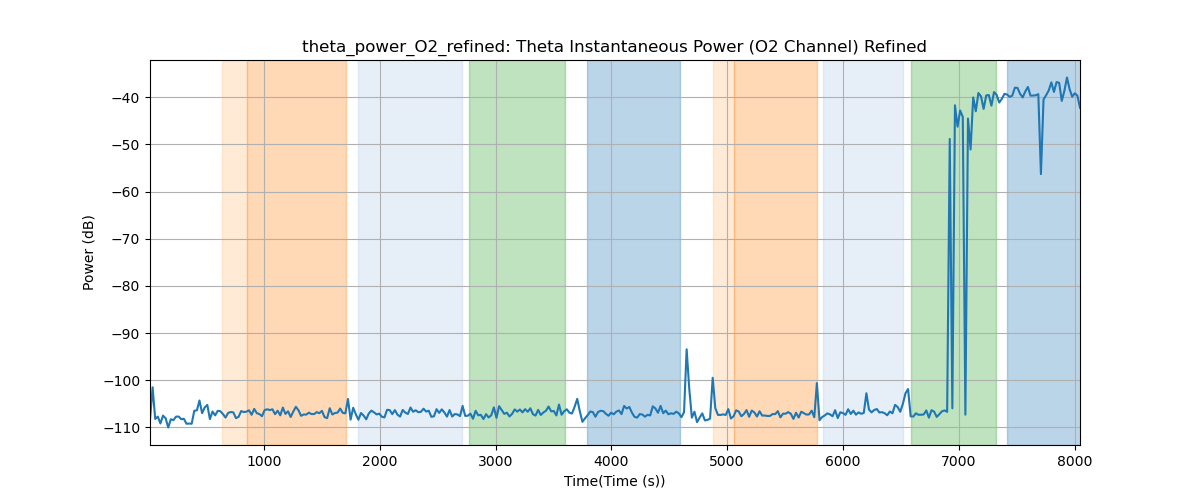 theta_power_O2_refined: Theta Instantaneous Power (O2 Channel) Refined
Power (dB)
−40
−50
−60
−70
−80
−90
−100
−110
1000 2000 3000 4000 5000 6000 7000 8000
Time(Time (s))